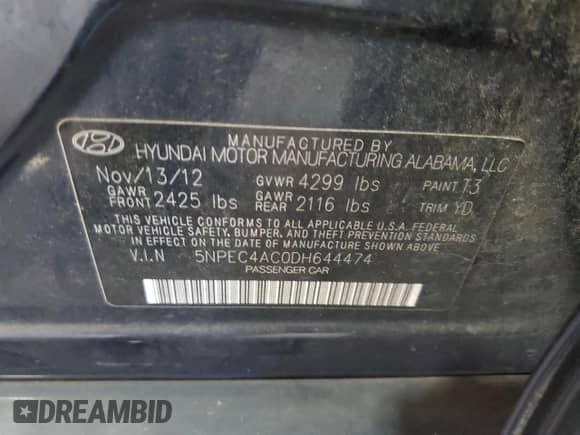 MANUFACTURED BY
HYUNDAI MOTOR MANUFACTURING ALABAMA, LLC
Nov/13/12 GVWR 4299 lbs PAINT T3
GAWR FRONT 2425 lbs GAWR REAR 2116 lbs TRIM YD
THIS VEHICLE CONFORMS TO ALL APPLICABLE U.S.A. FEDERAL
MOTOR VEHICLE SAFETY, BUMPER, AND THEFT STANDARDS
IN EFFECT ON THE DATE OF MANUFACTURE SHOWN ABOVE.
V.I.N 5NPEC4AC0DH644474
PASSENGER CAR
DREAMBID